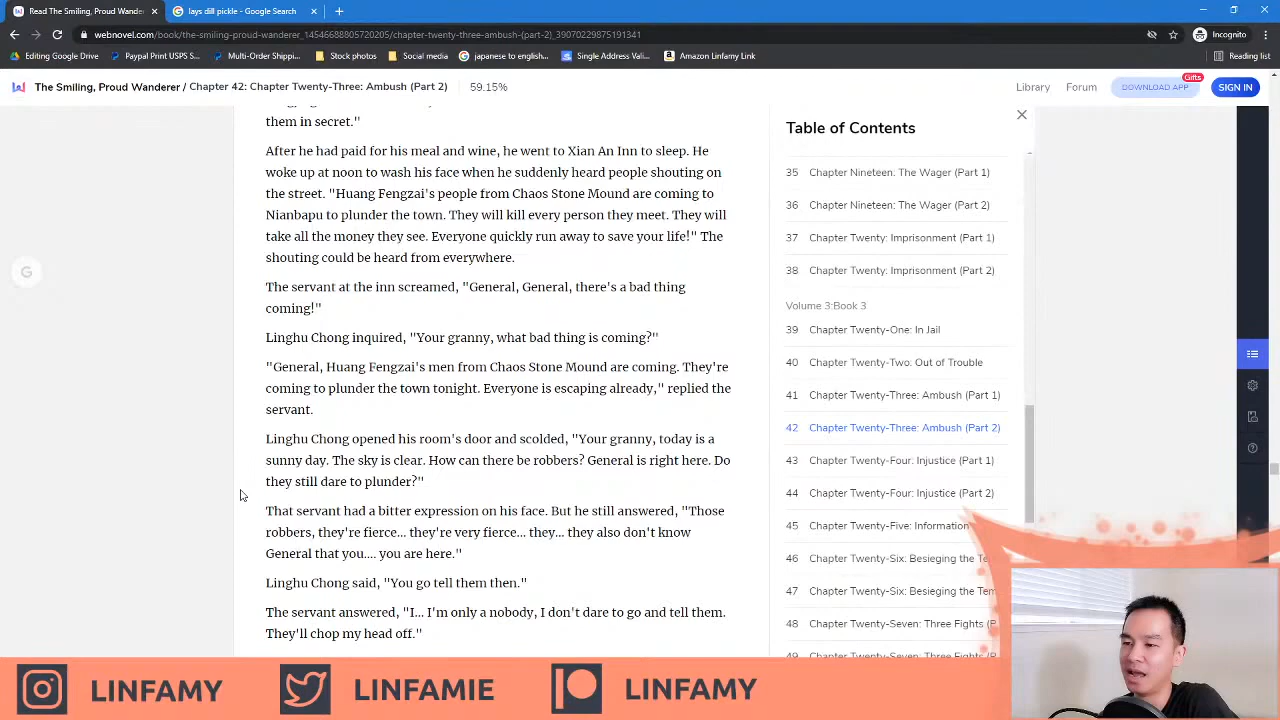 Read The Smiling, Proud Wander
lays dill pickle - Google Search
webnovel.com/book/the-smiling-proud-wanderer_14546688805720205/chapter-twenty-three-ambush-(part-2)_39070229875191341
Incognito
Editing Google Drive
Paypal Print USPS S...
Multi-Order Shippi...
Stock photos
Social media
japanese to english...
Single Address Vali...
Amazon Linfamy Link
Reading list
The Smiling, Proud Wanderer / Chapter 42: Chapter Twenty-Three: Ambush (Part 2)
59.15%
Library
Forum
DOWNLOAD APP
Gifts
SIGN IN
them in secret."
After he had paid for his meal and wine, he went to Xian An Inn to sleep. He
woke up at noon to wash his face when he suddenly heard people shouting on
the street. "Huang Fengzai's people from Chaos Stone Mound are coming to
Nianbapu to plunder the town. They will kill every person they meet. They will
take all the money they see. Everyone quickly run away to save your life!" The
shouting could be heard from everywhere.
The servant at the inn screamed, "General, General, there's a bad thing
coming!"
Linghu Chong inquired, "Your granny, what bad thing is coming?"
"General, Huang Fengzai's men from Chaos Stone Mound are coming. They're
coming to plunder the town tonight. Everyone is escaping already," replied the
servant.
Linghu Chong opened his room's door and scolded, "Your granny, today is a
sunny day. The sky is clear. How can there be robbers? General is right here. Do
they still dare to plunder?"
That servant had a bitter expression on his face. But he still answered, "Those
robbers, they're fierce... they're very fierce... they... they also don't know
General that you.... you are here."
Linghu Chong said, "You go tell them then."
The servant answered, "I... I'm only a nobody, I don't dare to go and tell them.
They'll chop my head off."
Table of Contents
35 Chapter Nineteen: The Wager (Part 1)
36 Chapter Nineteen: The Wager (Part 2)
37 Chapter Twenty: Imprisonment (Part 1)
38 Chapter Twenty: Imprisonment (Part 2)
Volume 3:Book 3
39 Chapter Twenty-One: In Jail
40 Chapter Twenty-Two: Out of Trouble
41 Chapter Twenty-Three: Ambush (Part 1)
42 Chapter Twenty-Three: Ambush (Part 2)
43 Chapter Twenty-Four: Injustice (Part 1)
44 Chapter Twenty-Four: Injustice (Part 2)
45 Chapter Twenty-Five: Information
46 Chapter Twenty-Six: Besieging the Tem
47 Chapter Twenty-Six: Besieging the Tem
48 Chapter Twenty-Seven: Three Fights (P
49 Chapter Twenty-Seven: Three Fights (P
G
LINFAMY
LINFAMIE
LINFAMY